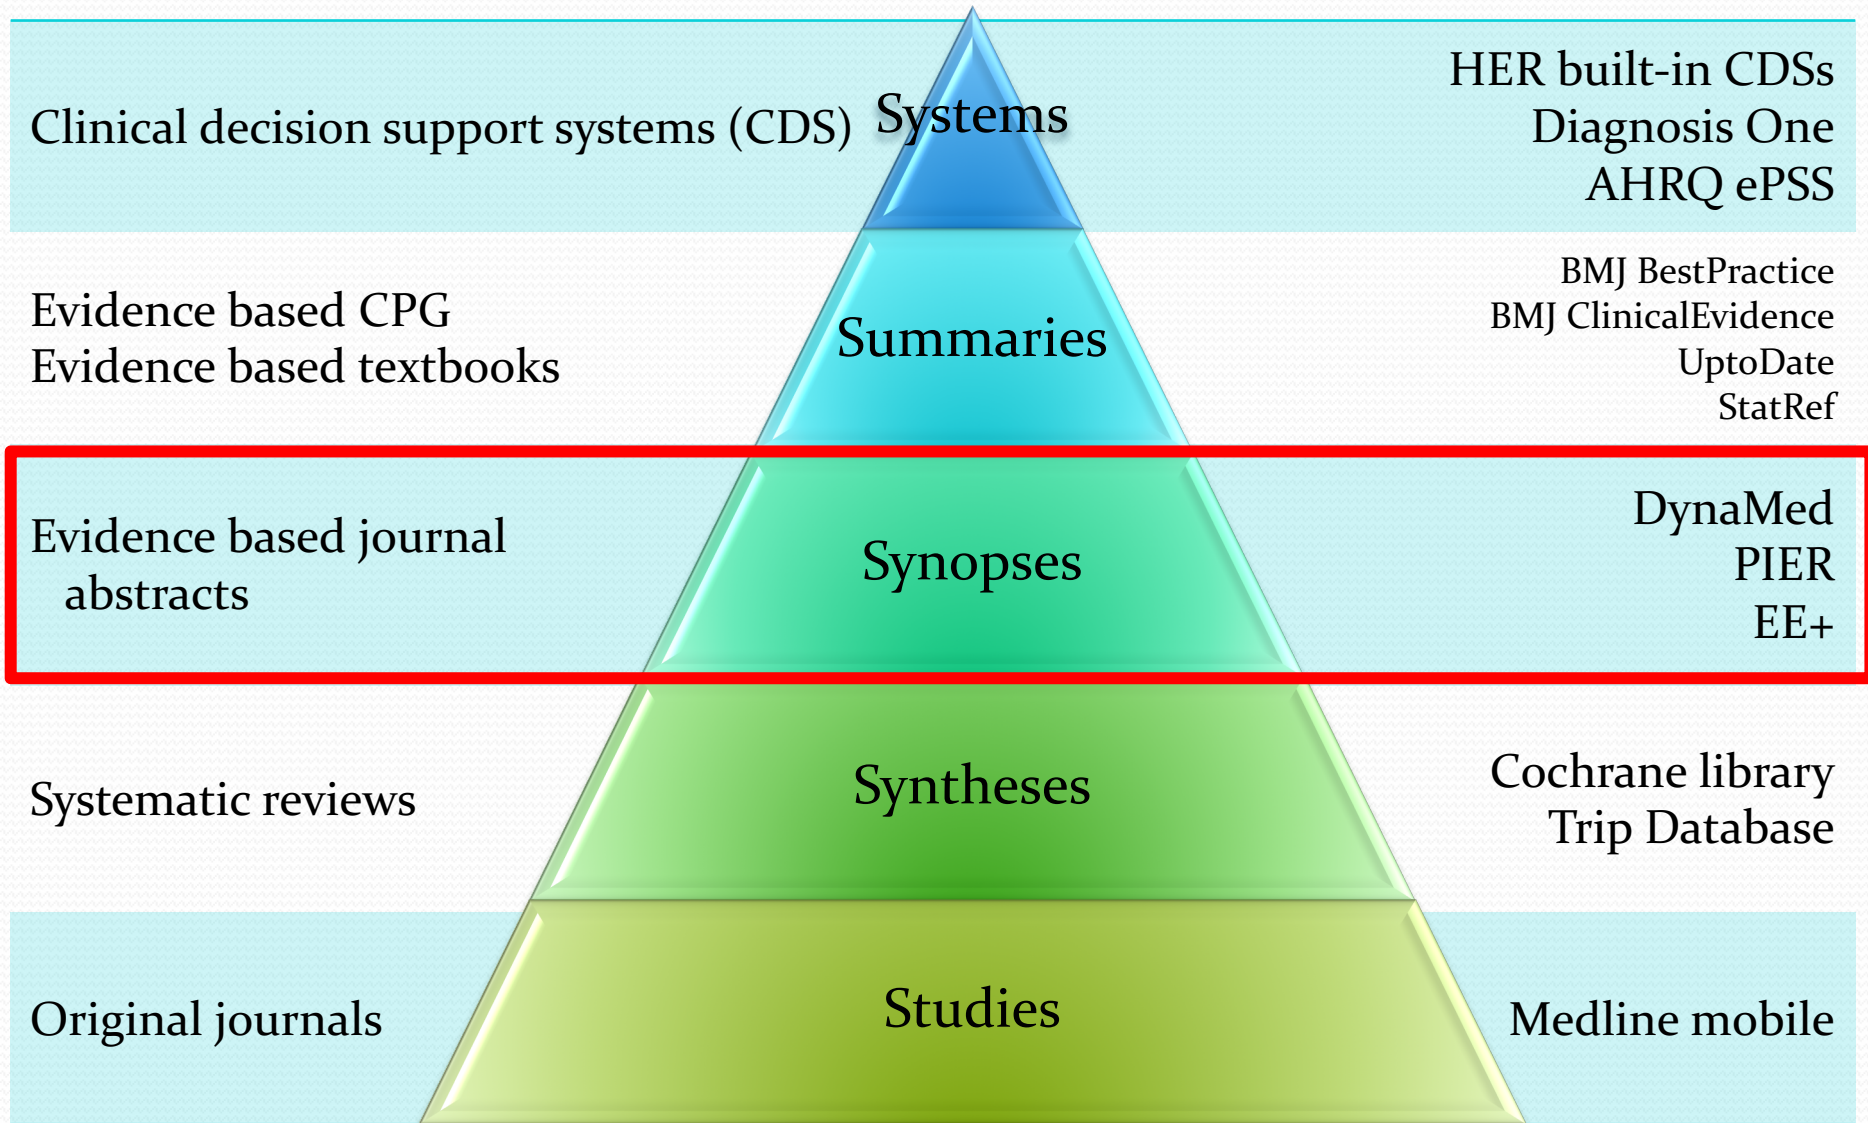 Clinical decision support systems (CDS)
Systems
HER built-in CDSs
Diagnosis One
AHRQ ePSS
Evidence based CPG
Evidence based textbooks
Summaries
BMJ BestPractice
BMJ ClinicalEvidence
UptoDate
StatRef
Evidence based journal
abstracts
Synopses
DynaMed
PIER
EE+
Systematic reviews
Syntheses
Cochrane library
Trip Database
Original journals
Studies
Medline mobile